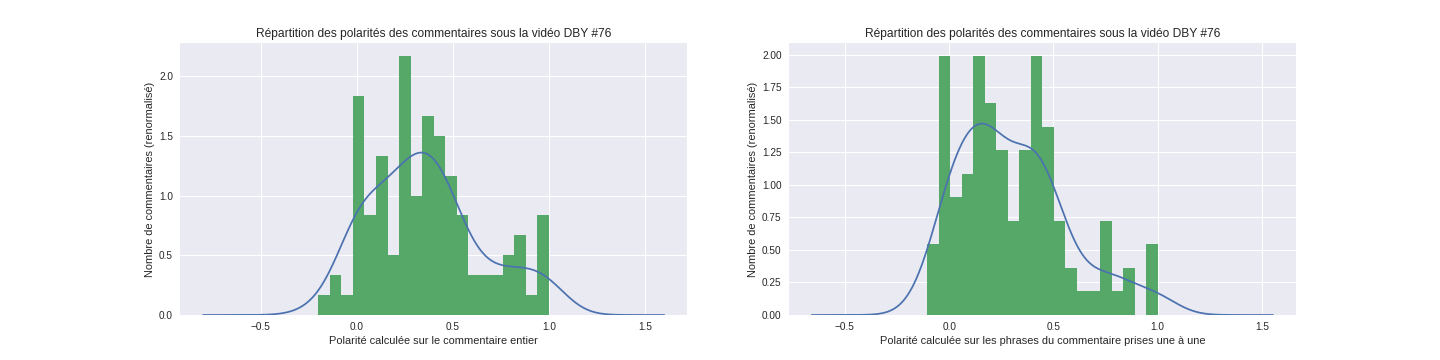 Répartition des polarités des commentaires sous la vidéo DBY #76
Nombre de commentaires (renormalisé)
2.0
1.5
1.0
0.5
0.0
−0.5 0.0 0.5 1.0 1.5
Polarité calculée sur le commentaire entier
Répartition des polarités des commentaires sous la vidéo DBY #76
Nombre de commentaires (renormalisé)
2.00
1.75
1.50
1.25
1.00
0.75
0.50
0.25
0.00
−0.5 0.0 0.5 1.0 1.5
Polarité calculée sur les phrases du commentaire prises une à une